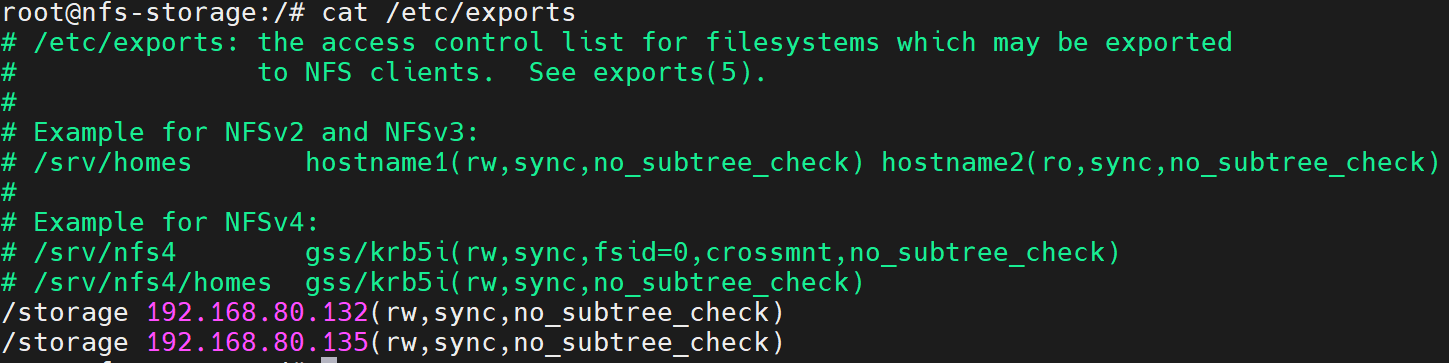 root@nfs-storage:/# cat /etc/exports
# /etc/exports: the access control list for filesystems which may be exported
#               to NFS clients.  See exports(5).
#
# Example for NFSv2 and NFSv3:
# /srv/homes       hostname1(rw,sync,no_subtree_check) hostname2(ro,sync,no_subtree_check)
#
# Example for NFSv4:
# /srv/nfs4        gss/krb5i(rw,sync,fsid=0,crossmnt,no_subtree_check)
# /srv/nfs4/homes  gss/krb5i(rw,sync,no_subtree_check)
/storage 192.168.80.132(rw,sync,no_subtree_check)
/storage 192.168.80.135(rw,sync,no_subtree_check)